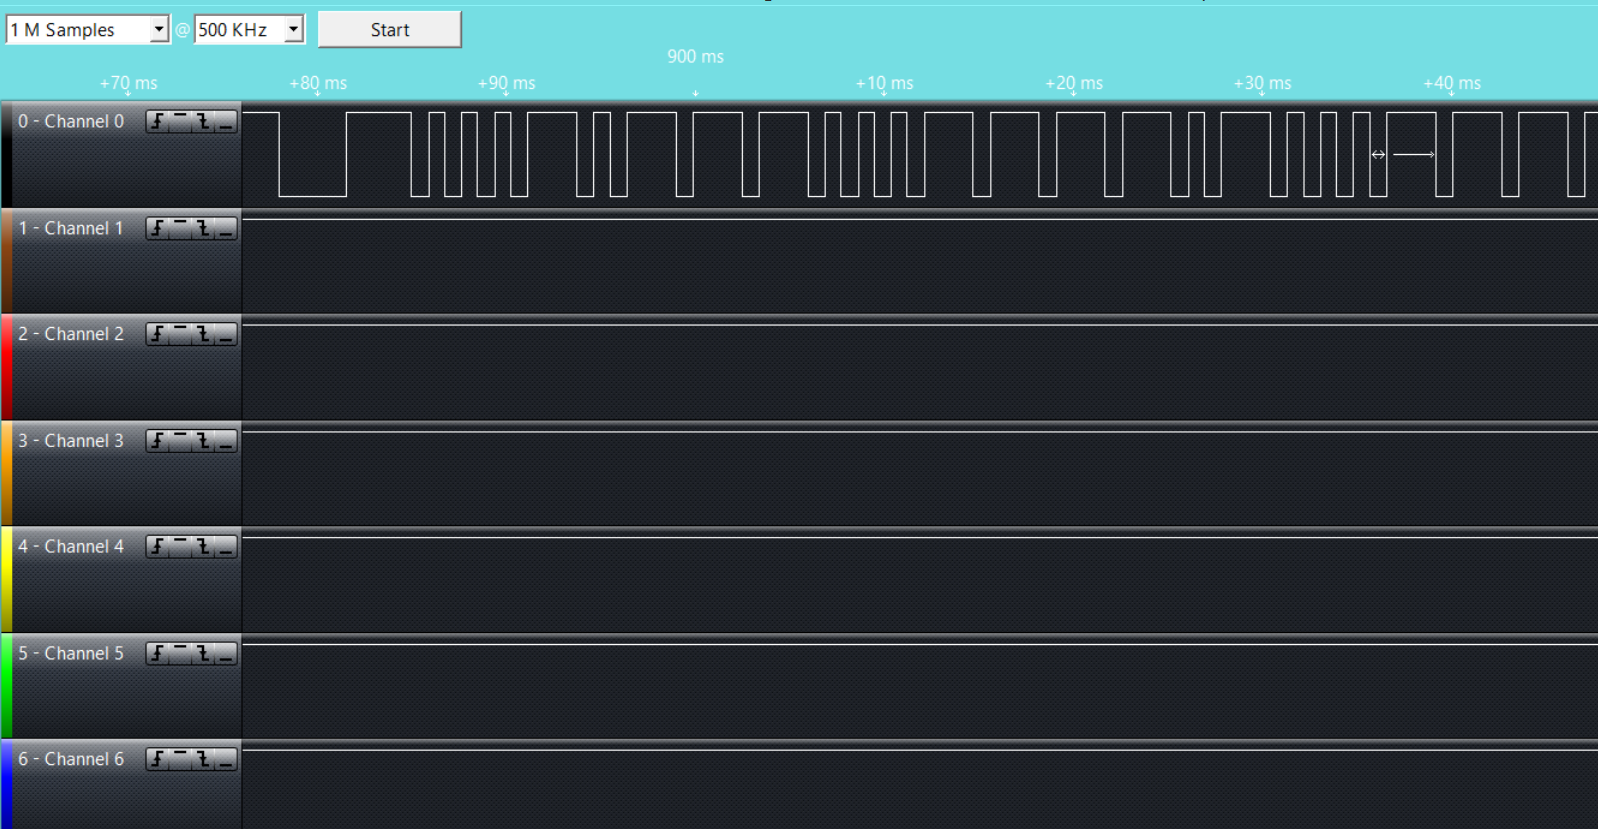 1 M Samples @ 500 KHz Start
900 ms
+70 ms +80 ms +90 ms +10 ms +20 ms +30 ms +40 ms
0 - Channel 0
1 - Channel 1
2 - Channel 2
3 - Channel 3
4 - Channel 4
5 - Channel 5
6 - Channel 6